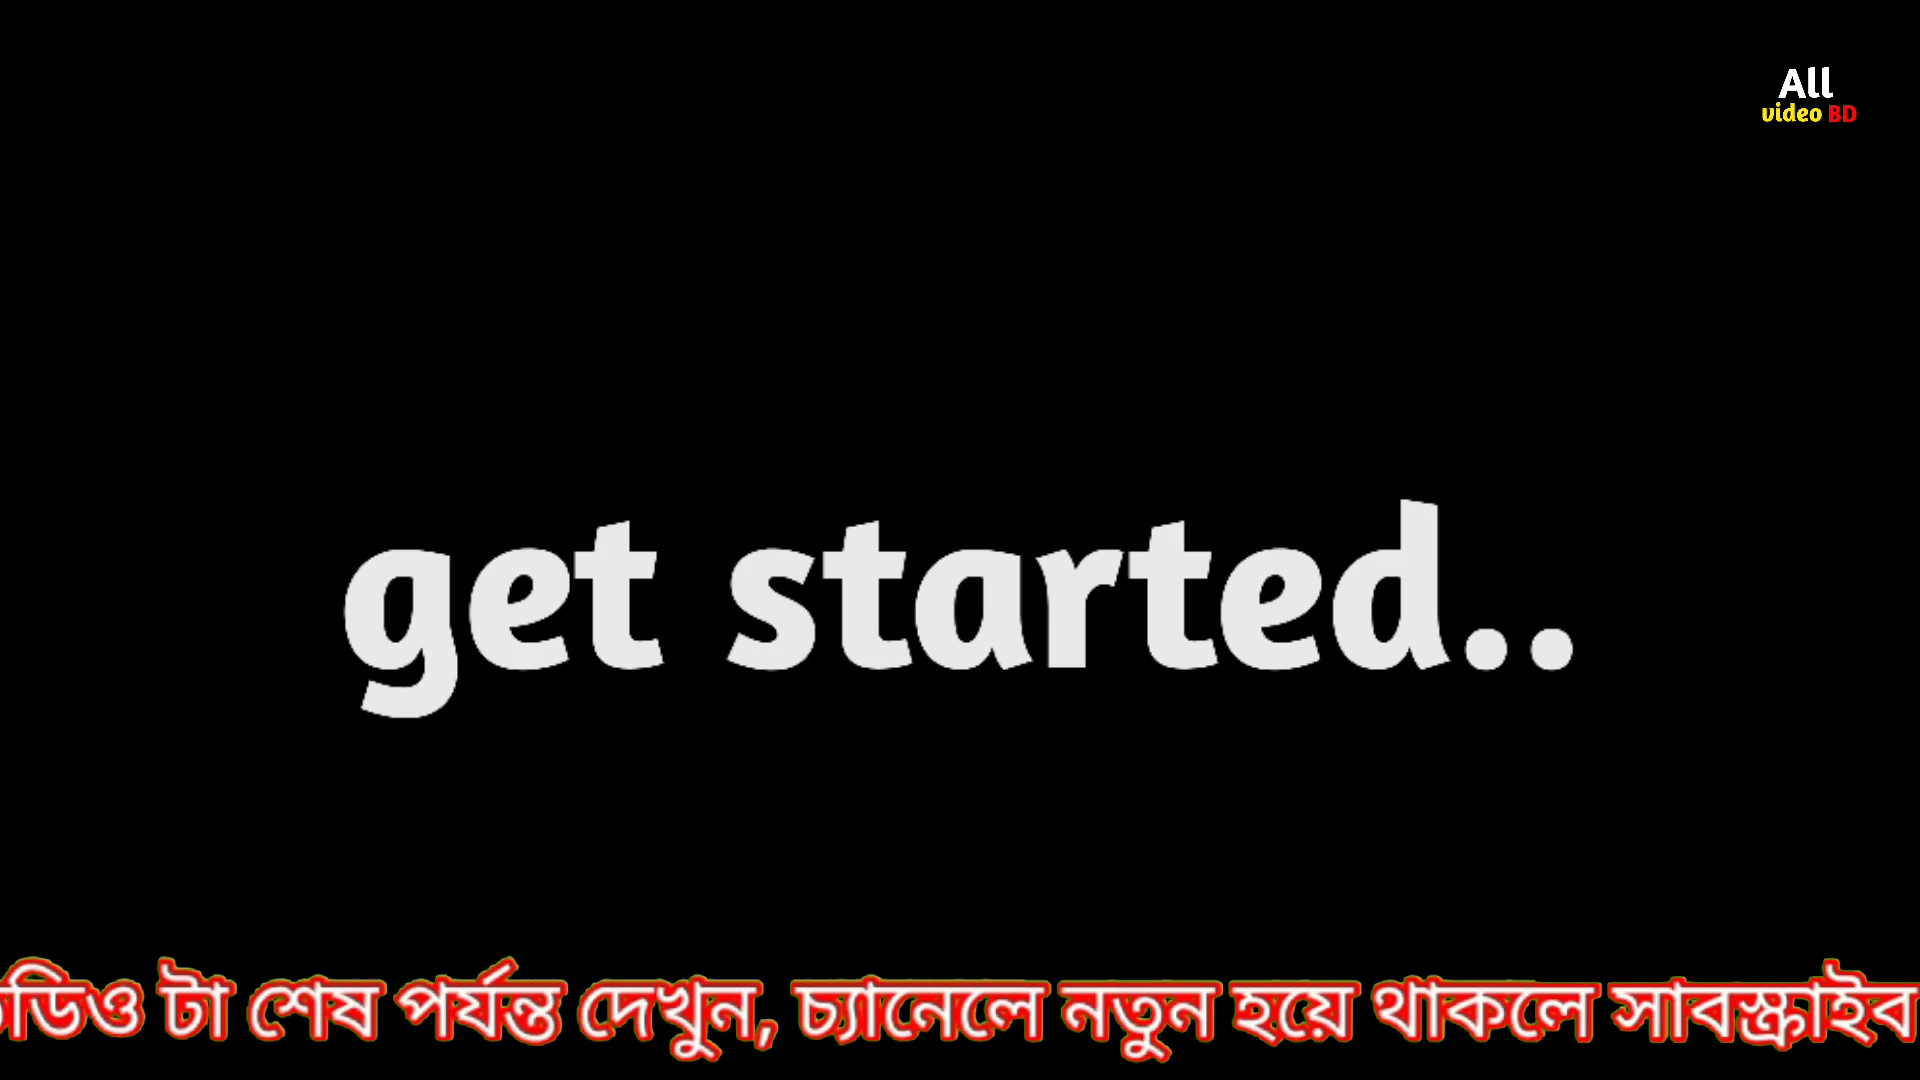 All
video BD
get started..
ডিও টা শেষ পর্যন্ত দেখুন, চ্যানেলে নতুন হয়ে থাকলে সাবস্ক্রাইব